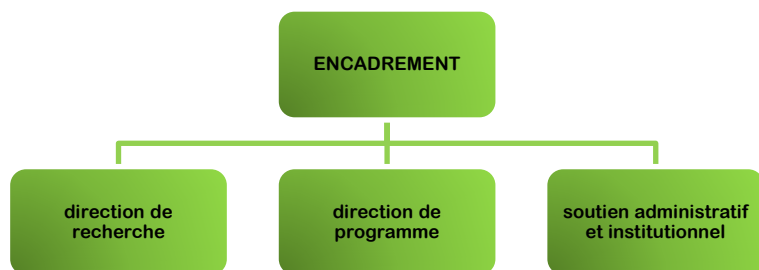 ENCADREMENT
direction de
recherche
direction de
programme
soutien administratif
et institutionnel